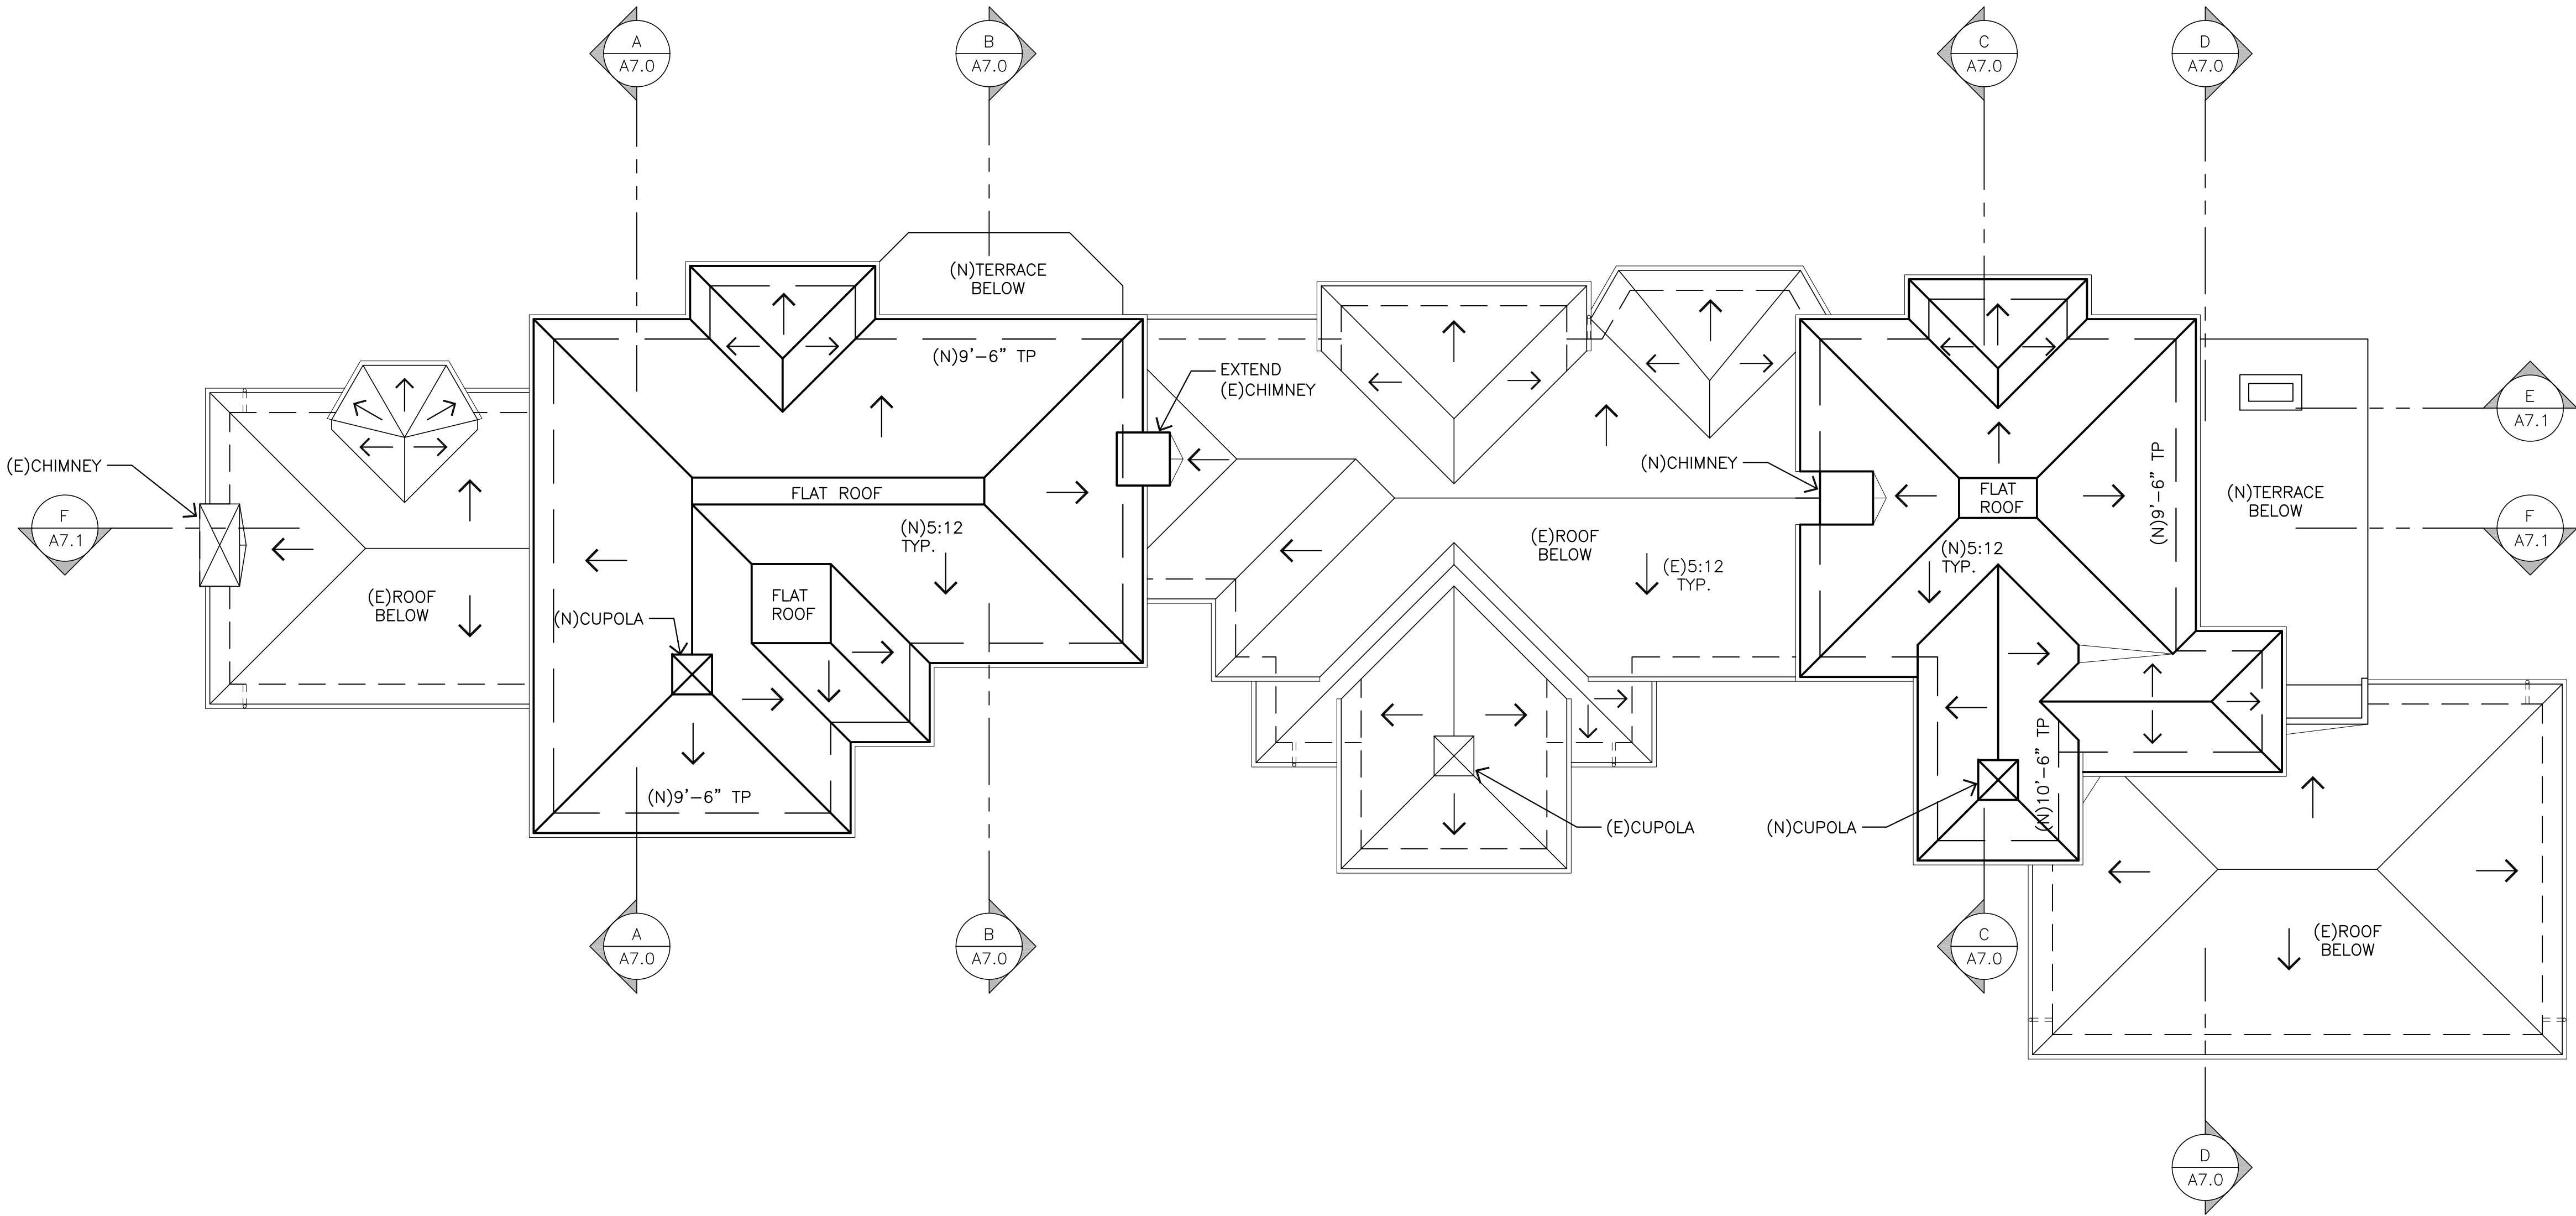 A
A7.0
B
A7.0
C
A7.0
D
A7.0
(N)TERRACE
BELOW
(N)9'-6" TP
EXTEND
(E)CHIMNEY
E
A7.1
(E)CHIMNEY
F
A7.1
FLAT ROOF
(N)5:12
TYP.
(N)CHIMNEY
FLAT
ROOF
(N)9'-6" TP
(N)TERRACE
BELOW
F
A7.1
(E)ROOF
BELOW
(E)5:12
TYP.
(N)5:12
TYP.
(E)ROOF
BELOW
FLAT
ROOF
(N)CUPOLA
(N)9'-6" TP
(E)CUPOLA
(N)CUPOLA
(N)10'-6" TP
(E)ROOF
BELOW
A
A7.0
B
A7.0
C
A7.0
D
A7.0